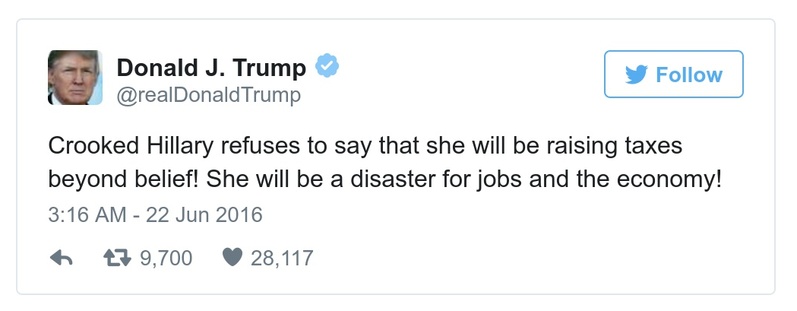 Donald J. Trump
@realDonaldTrump
Follow
Crooked Hillary refuses to say that she will be raising taxes
beyond belief! She will be a disaster for jobs and the economy!
3:16 AM - 22 Jun 2016
9,700 28,117